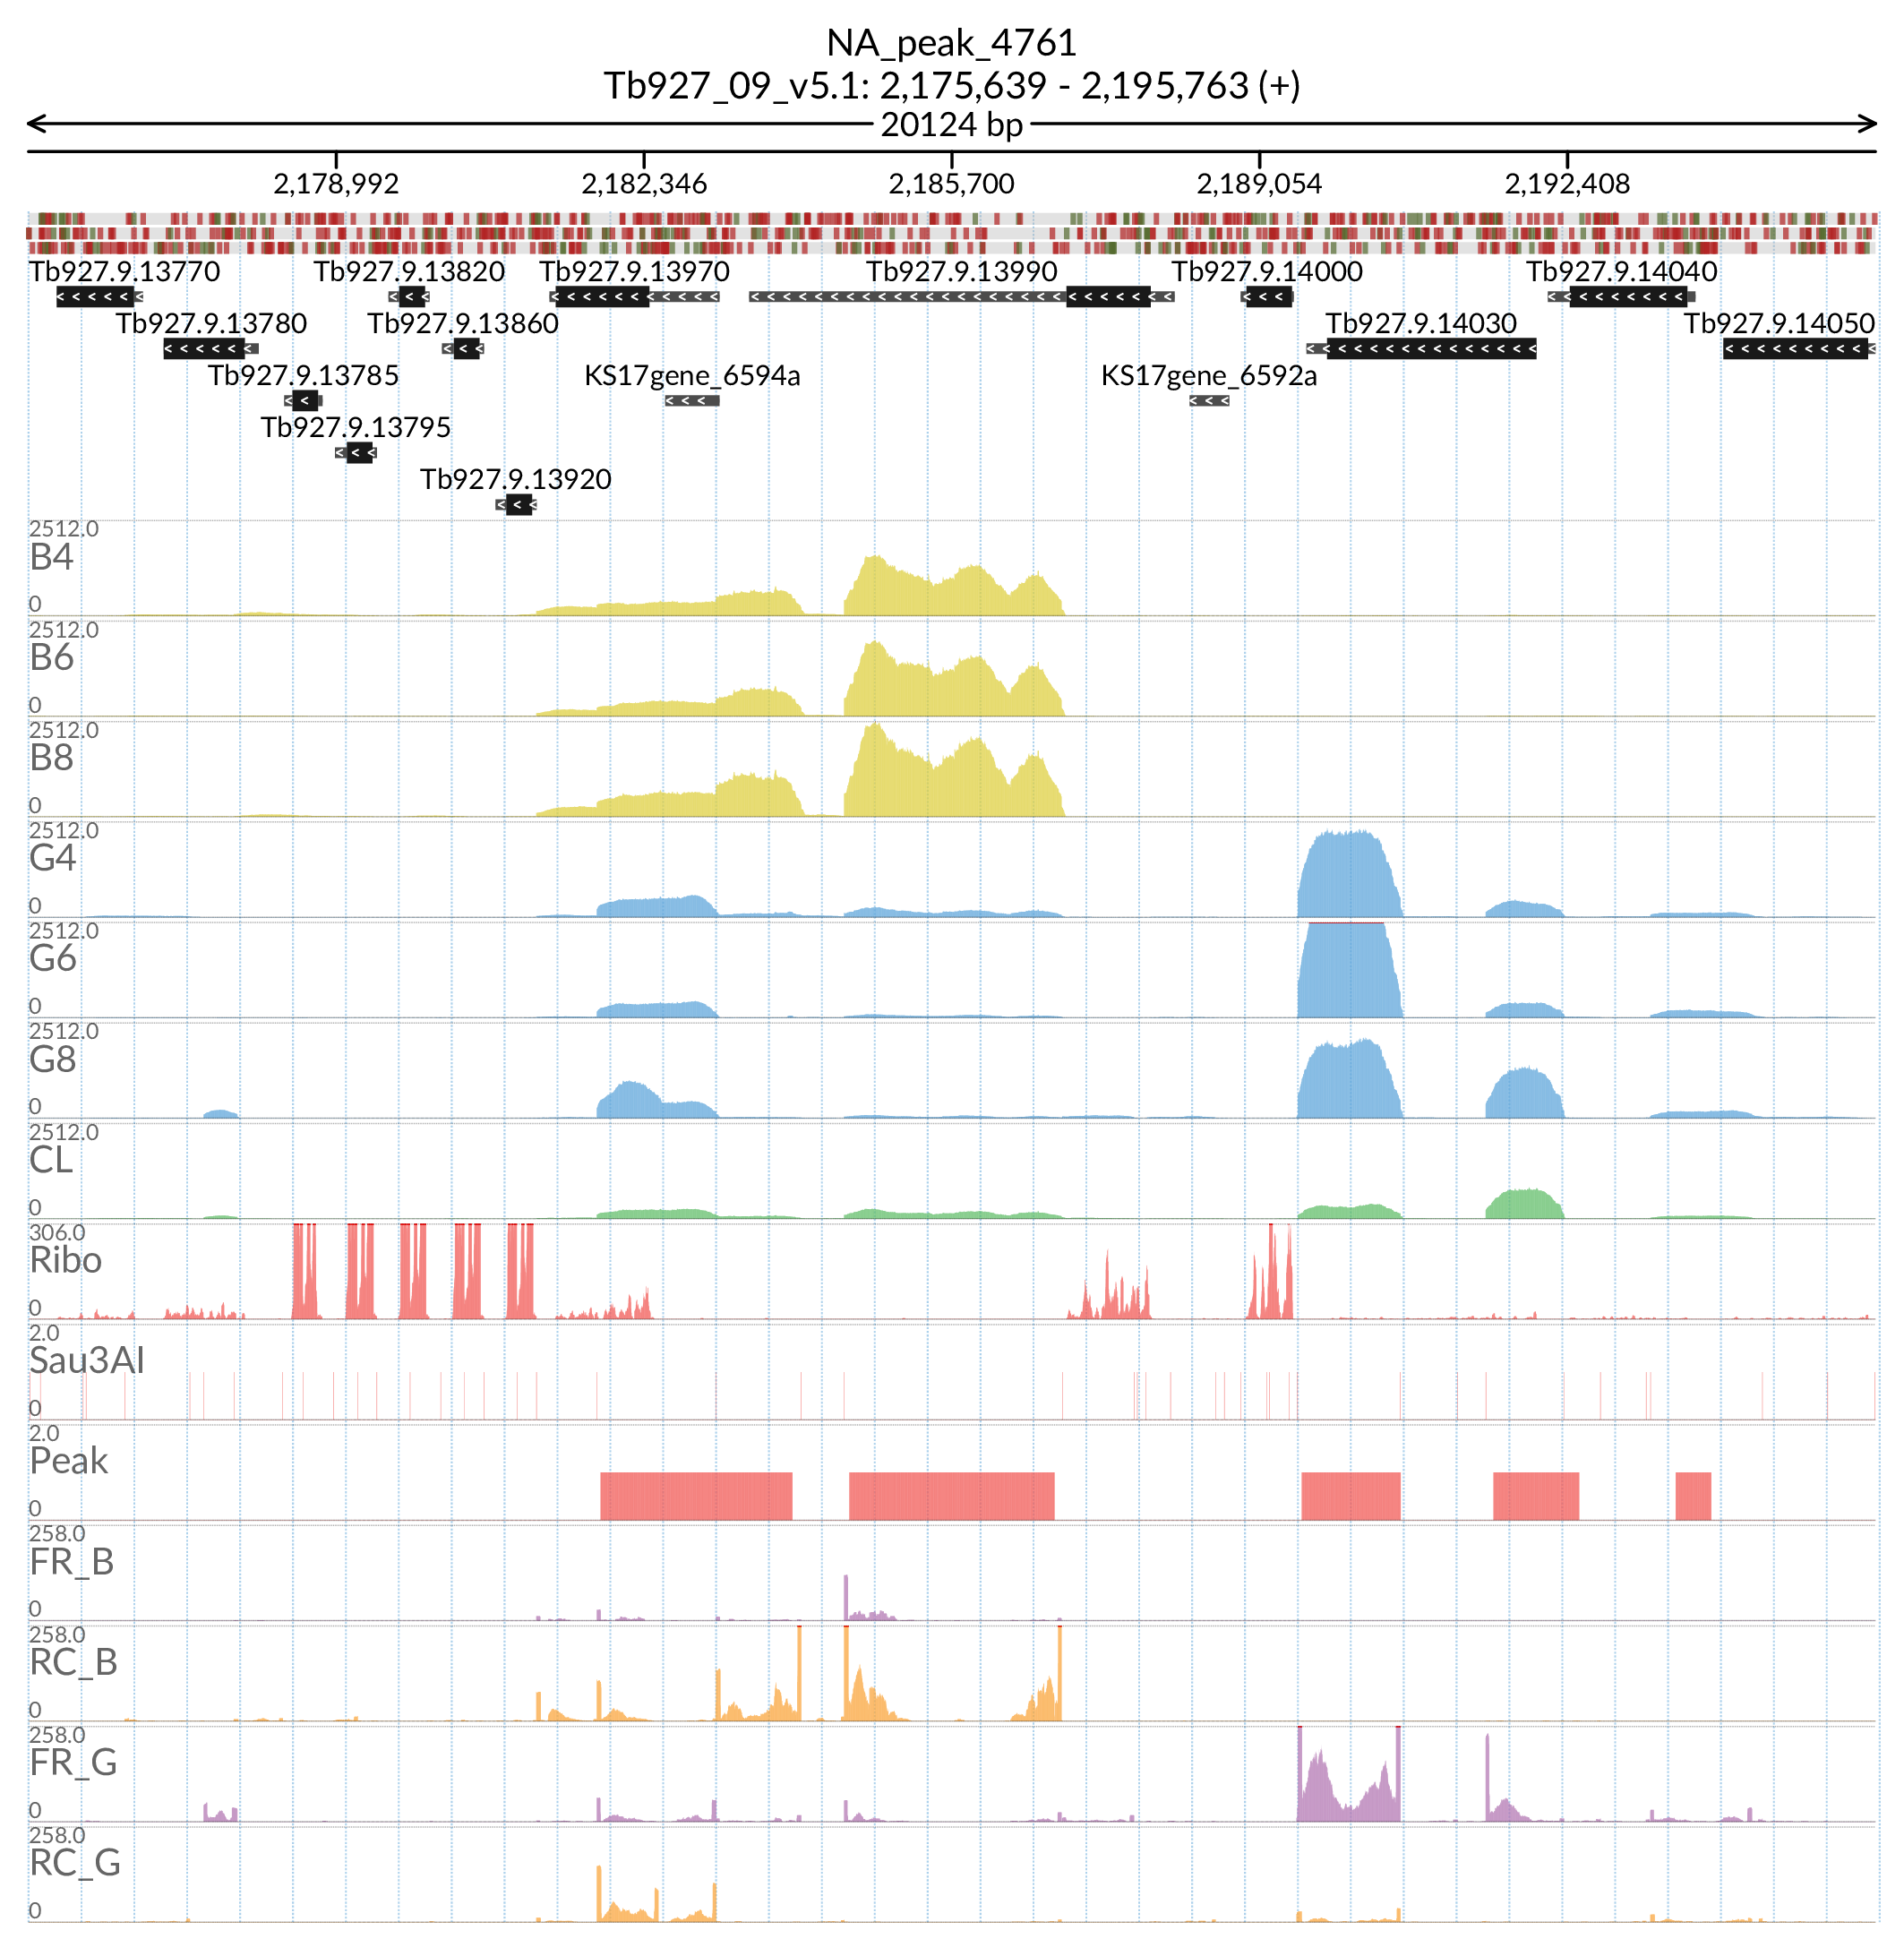 NA_peak_4761
Tb927_09_v5.1: 2,175,639 - 2,195,763 (+)
20124 bp
2,178,992 2,182,346 2,185,700 2,189,054 2,192,408
Tb927.9.13770 Tb927.9.13820 Tb927.9.13970 Tb927.9.13990 Tb927.9.14000 Tb927.9.14040
Tb927.9.13780 Tb927.9.13860 Tb927.9.14030 Tb927.9.14050
Tb927.9.13785 KS17gene_6594a KS17gene_6592a
Tb927.9.13795
Tb927.9.13920
2512.0
B4
0
2512.0
B6
0
2512.0
B8
0
2512.0
G4
0
2512.0
G6
0
2512.0
G8
0
2512.0
CL
0
306.0
Ribo
0
2.0
Sau3AI
0
2.0
Peak
0
258.0
FR_B
0
258.0
RC_B
0
258.0
FR_G
0
258.0
RC_G
0